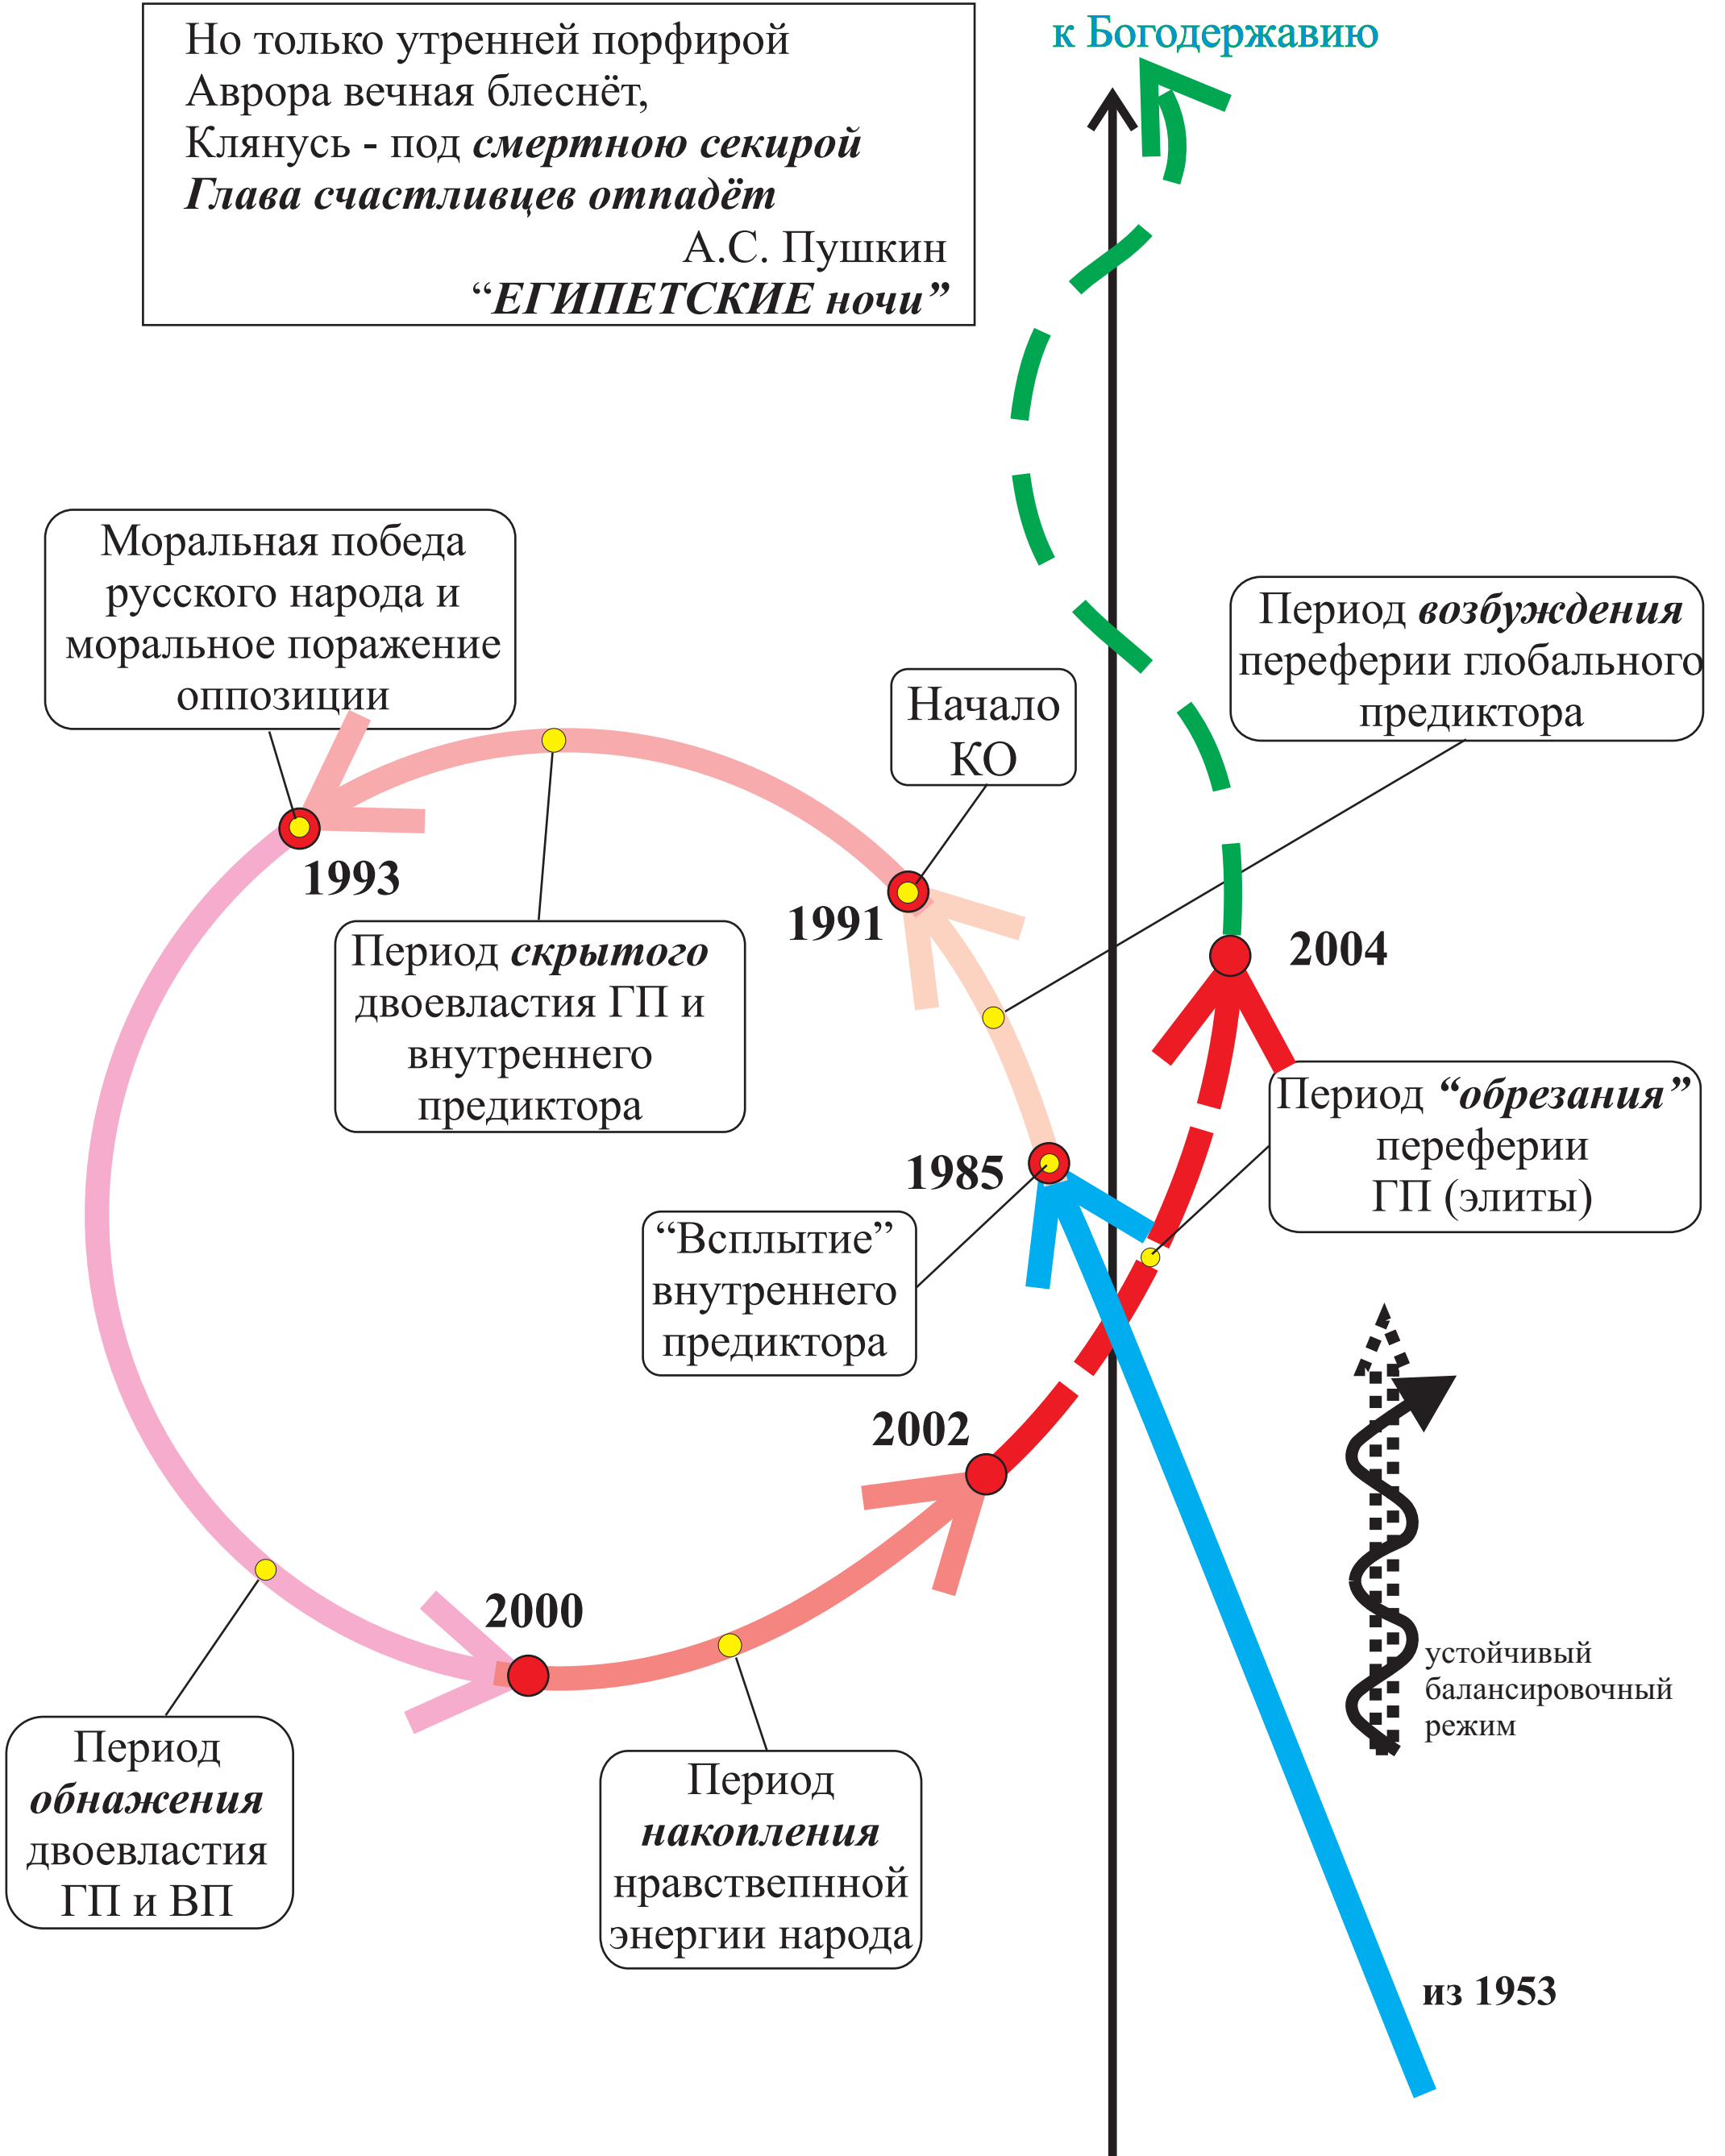 Но только утренней порфирой
Аврора вечная блеснёт,
Клянусь - под смертною секирой
Глава счастливцев отпадёт
А.С. Пушкин
“ЕГИПЕТСКИЕ ночи”
к Богодержавию
Моральная победа
русского народа и
моральное поражение
оппозиции
Период возбуждения
переферии глобального
предиктора
Начало
КО
1993
1991
2004
Период скрытого
двоевластия ГП и
внутреннего
предиктора
Период “обрезания”
переферии
ГП (элиты)
1985
“Всплытие”
внутреннего
предиктора
2002
2000
устойчивый
балансировочный
режим
Период
обнажения
двоевластия
ГП и ВП
Период
накопления
нравствепнной
энергии народа
из 1953